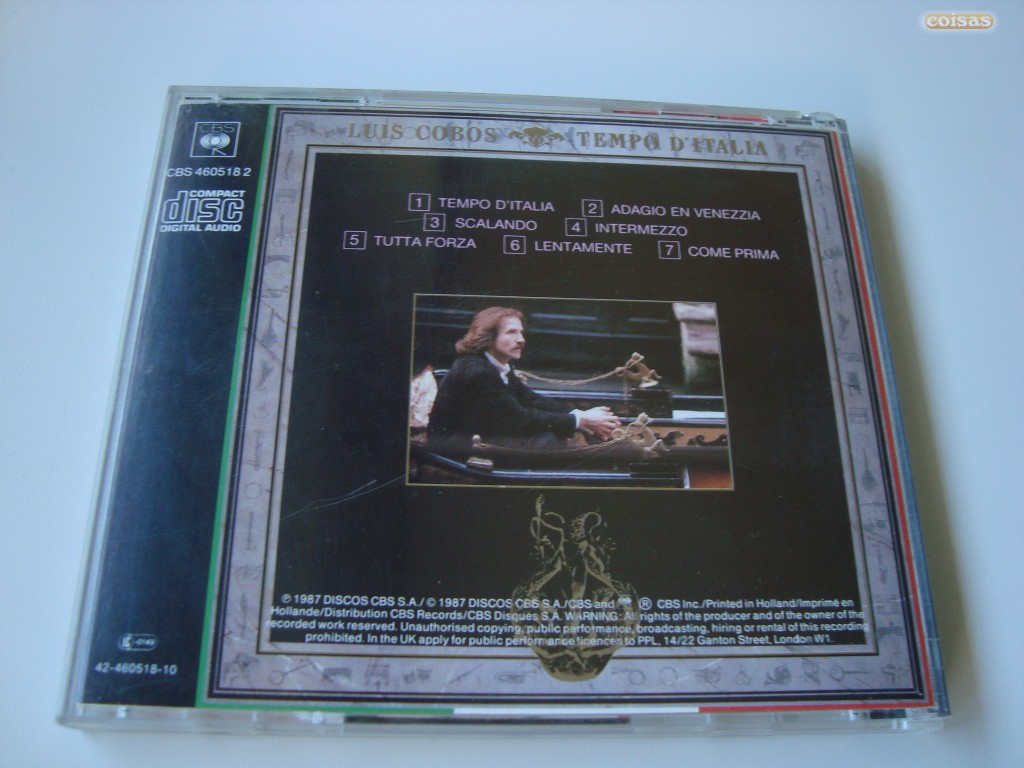 coisas
LUIS COBOS TEMPO D'ITALIA
CBS
CBS 460518 2
COMPACT
disc
DIGITAL AUDIO
1 TEMPO D'ITALIA 2 ADAGIO EN VENEZZIA
3 SCALANDO 4 INTERMEZZO
5 TUTTA FORZA 6 LENTAMENTE 7 COME PRIMA
℗ 1987 DISCOS CBS S.A./ © 1987 DISCOS CBS S.A./CBS and ® CBS Inc./Printed in Holland/Imprimé en
Hollande/Distribution CBS Records/CBS Disques S.A. WARNING: All rights of the producer and of the owner of the
recorded work reserved. Unauthorised copying, public performance, broadcasting, hiring or rental of this recording
prohibited. In the UK apply for public performance licences to PPL, 14/22 Ganton Street, London W1.
42-460518-10